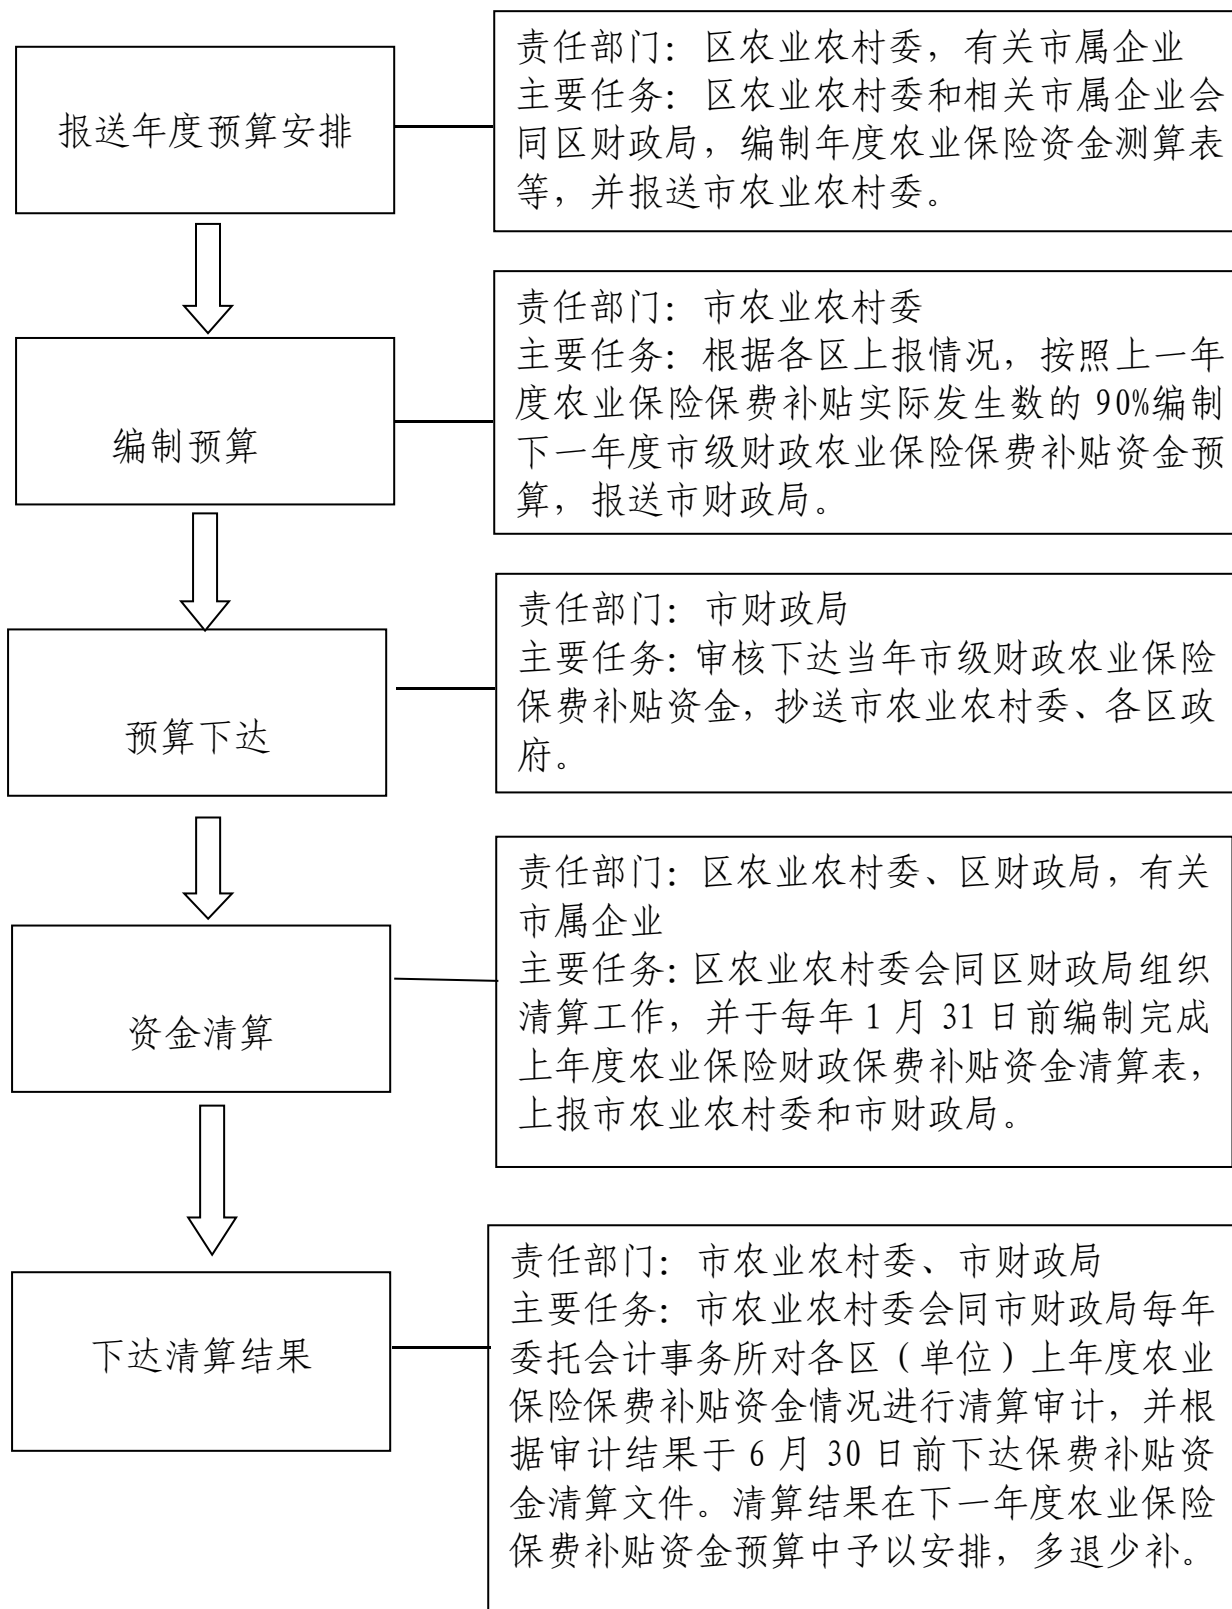 报送年度预算安排
责任部门：区农业农村委，有关市属企业
主要任务：区农业农村委和相关市属企业会
同区财政局，编制年度农业保险资金测算表
等，并报送市农业农村委。
编制预算
责任部门：市农业农村委
主要任务：根据各区上报情况，按照上一年
度农业保险保费补贴实际发生数的 90%编制
下一年度市级财政农业保险保费补贴资金预
算，报送市财政局。
预算下达
责任部门：市财政局
主要任务：审核下达当年市级财政农业保险
保费补贴资金，抄送市农业农村委、各区政
府。
资金清算
责任部门：区农业农村委、区财政局，有关
市属企业
主要任务：区农业农村委会同区财政局组织
清算工作，并于每年 1 月 31 日前编制完成
上年度农业保险财政保费补贴资金清算表，
上报市农业农村委和市财政局。
下达清算结果
责任部门：市农业农村委、市财政局
主要任务：市农业农村委会同市财政局每年
委托会计事务所对各区（单位）上年度农业
保险保费补贴资金情况进行清算审计，并根
据审计结果于 6 月 30 日前下达保费补贴资
金清算文件。清算结果在下一年度农业保险
保费补贴资金预算中予以安排，多退少补。